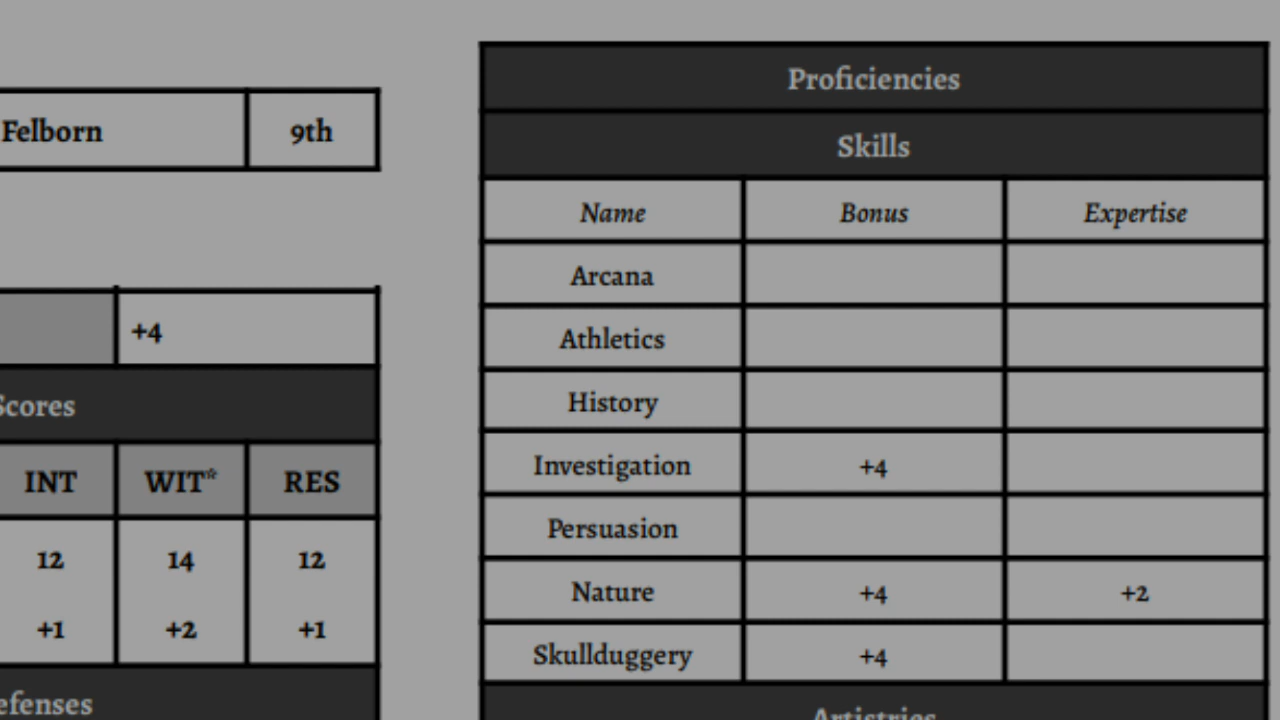 Felborn 9th
+4
Scores
INT WIT* RES
12 14 12
+1 +2 +1
efenses
Proficiencies
Skills
Name Bonus Expertise
Arcana
Athletics
History
Investigation +4
Persuasion
Nature +4 +2
Skullduggery +4
Artistries